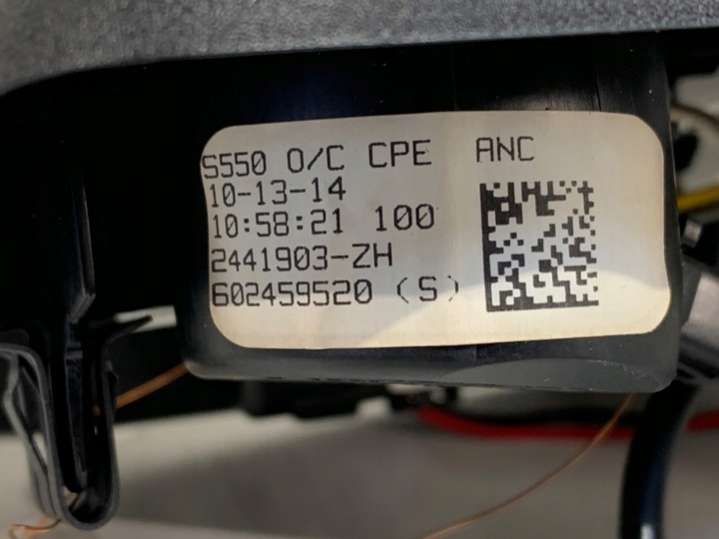 S550 O/C CPE ANC
10-13-14
10:58:21 100
2441903-ZH
602459520 (S)